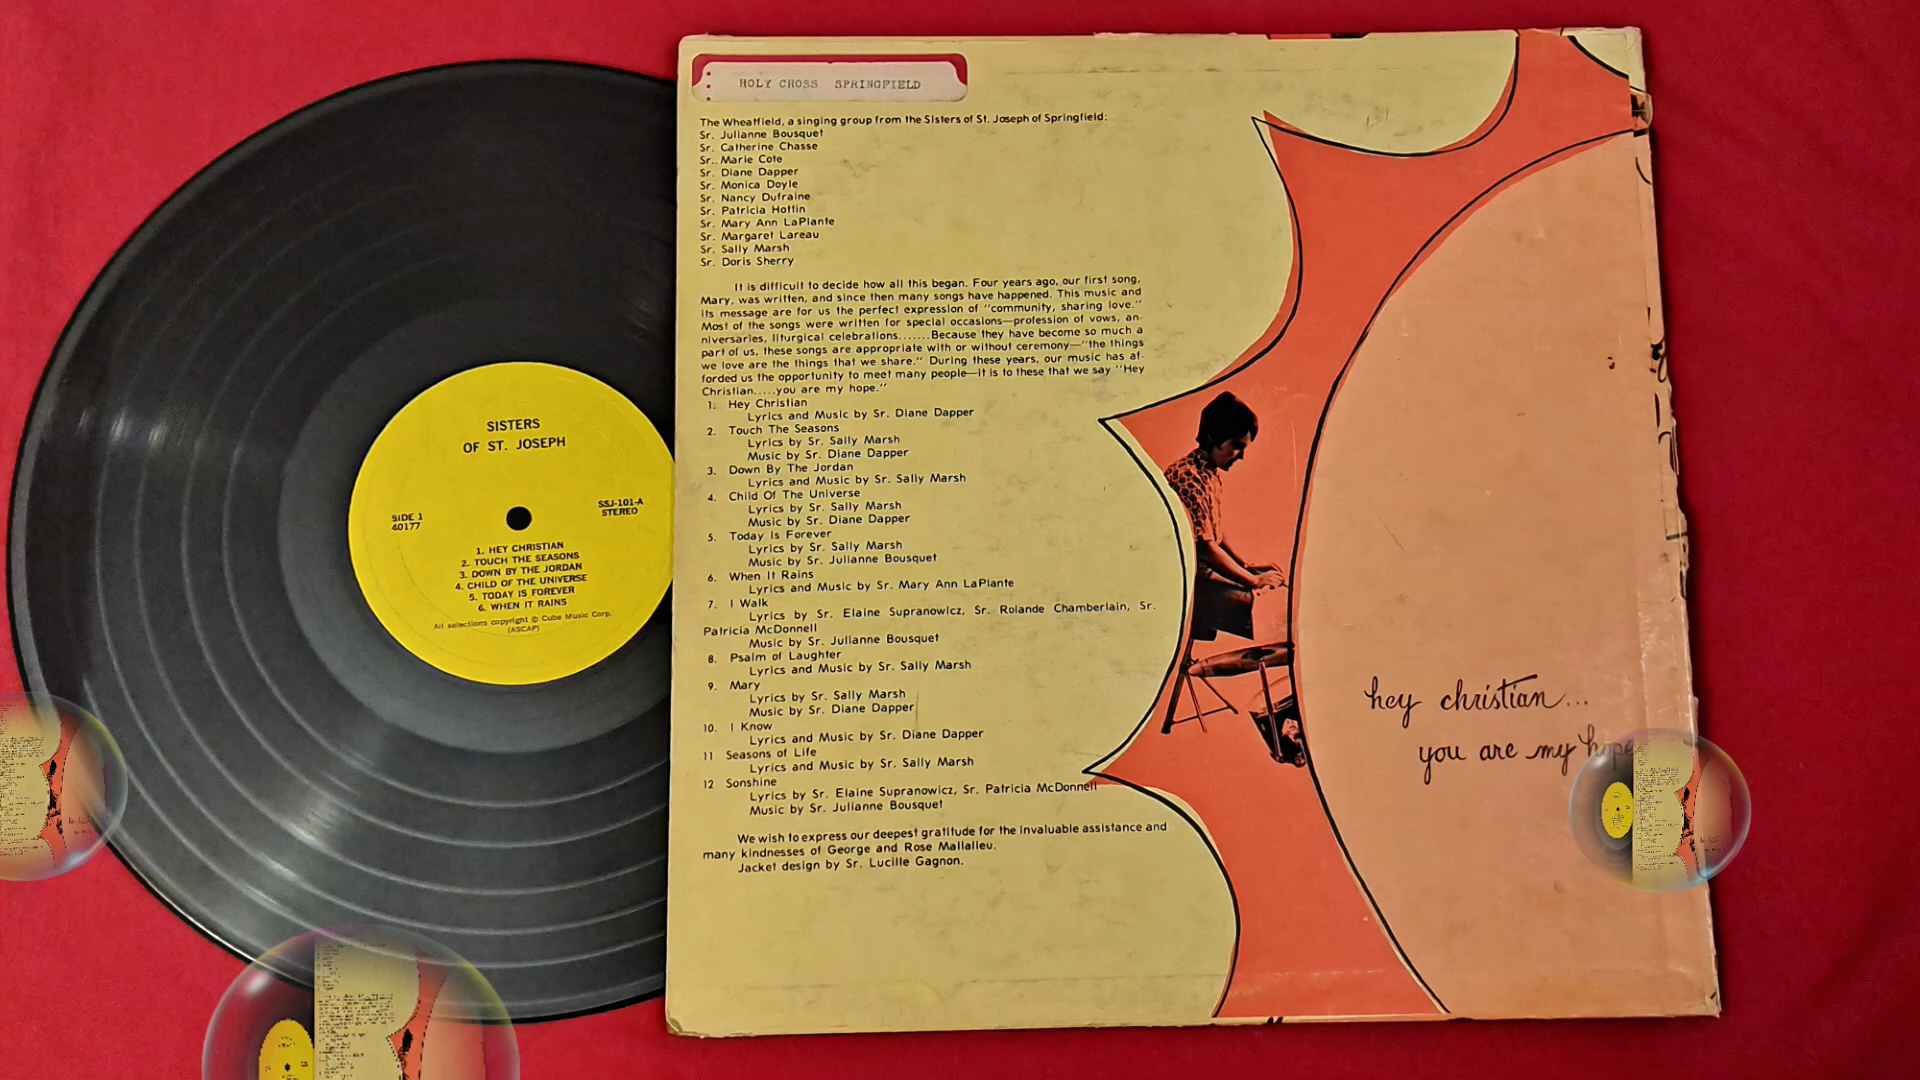 SISTERS
OF ST. JOSEPH
SIDE 1
40177
SSJ-101-A
STEREO
1. HEY CHRISTIAN
2. TOUCH THE SEASONS
3. DOWN BY THE JORDAN
4. CHILD OF THE UNIVERSE
5. TODAY IS FOREVER
6. WHEN IT RAINS
All selections copyright © Cube Music Corp.
(ASCAP)
HOLY CROSS SPRINGFIELD
The Wheatfield, a singing group from the Sisters of St. Joseph of Springfield:
Sr. Julianne Bousquet
Sr. Catherine Chasse
Sr.. Marie Cote
Sr. Diane Dapper
Sr. Monica Doyle
Sr. Nancy Dufraine
Sr. Patricia Hottin
Sr. Mary Ann LaPlante
Sr. Margaret Lareau
Sr. Sally Marsh
Sr. Doris Sherry
It is difficult to decide how all this began. Four years ago, our first song,
Mary, was written, and since then many songs have happened. This music and
its message are for us the perfect expression of "community, sharing love."
Most of the songs were written for special occasions—profession of vows, an-
niversaries, liturgical celebrations.......Because they have become so much a
part of us, these songs are appropriate with or without ceremony—"the things
we love are the things that we share." During these years, our music has af-
forded us the opportunity to meet many people—it is to these that we say "Hey
Christian.....you are my hope."
1. Hey Christian
Lyrics and Music by Sr. Diane Dapper
2. Touch The Seasons
Lyrics by Sr. Sally Marsh
Music by Sr. Diane Dapper
3. Down By The Jordan
Lyrics and Music by Sr. Sally Marsh
4. Child Of The Universe
Lyrics by Sr. Sally Marsh
Music by Sr. Diane Dapper
5. Today Is Forever
Lyrics by Sr. Sally Marsh
Music by Sr. Julianne Bousquet
6. When It Rains
Lyrics and Music by Sr. Mary Ann LaPlante
7. I Walk
Lyrics by Sr. Elaine Supranowicz, Sr. Rolande Chamberlain, Sr.
Patricia McDonnell
Music by Sr. Julianne Bousquet
8. Psalm of Laughter
Lyrics and Music by Sr. Sally Marsh
9. Mary
Lyrics by Sr. Sally Marsh
Music by Sr. Diane Dapper
10. I Know
Lyrics and Music by Sr. Diane Dapper
11 Seasons of Life
Lyrics and Music by Sr. Sally Marsh
12 Sonshine
Lyrics by Sr. Elaine Supranowicz, Sr. Patricia McDonnell
Music by Sr. Julianne Bousquet
We wish to express our deepest gratitude for the invaluable assistance and
many kindnesses of George and Rose Mallalieu.
Jacket design by Sr. Lucille Gagnon.
hey christian...
you are my hope